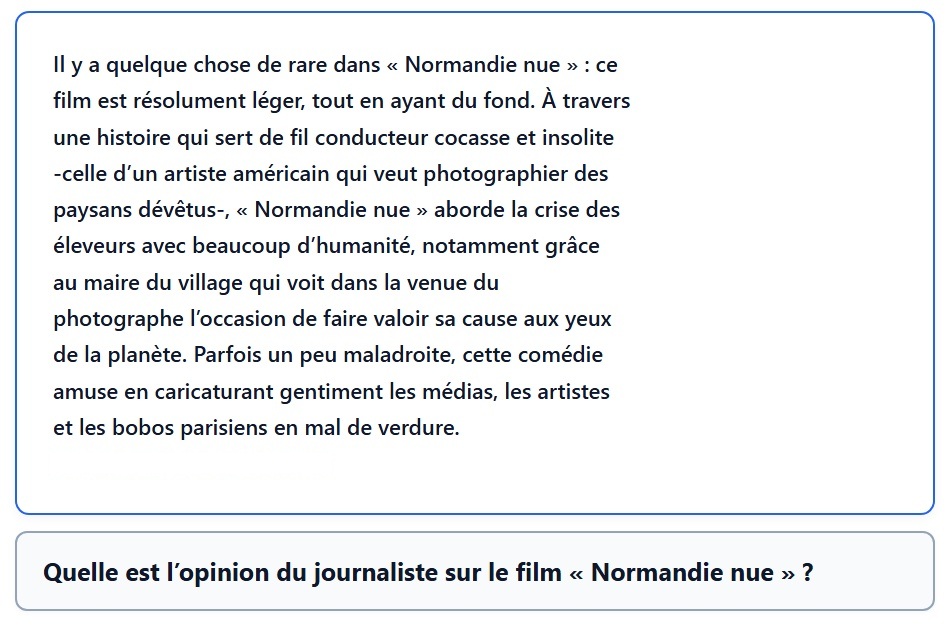 Il y a quelque chose de rare dans « Normandie nue » : ce
film est résolument léger, tout en ayant du fond. À travers
une histoire qui sert de fil conducteur cocasse et insolite
-celle d’un artiste américain qui veut photographier des
paysans dévêtus-, « Normandie nue » aborde la crise des
éleveurs avec beaucoup d’humanité, notamment grâce
au maire du village qui voit dans la venue du
photographe l’occasion de faire valoir sa cause aux yeux
de la planète. Parfois un peu maladroite, cette comédie
amuse en caricaturant gentiment les médias, les artistes
et les bobos parisiens en mal de verdure.
Quelle est l’opinion du journaliste sur le film « Normandie nue » ?